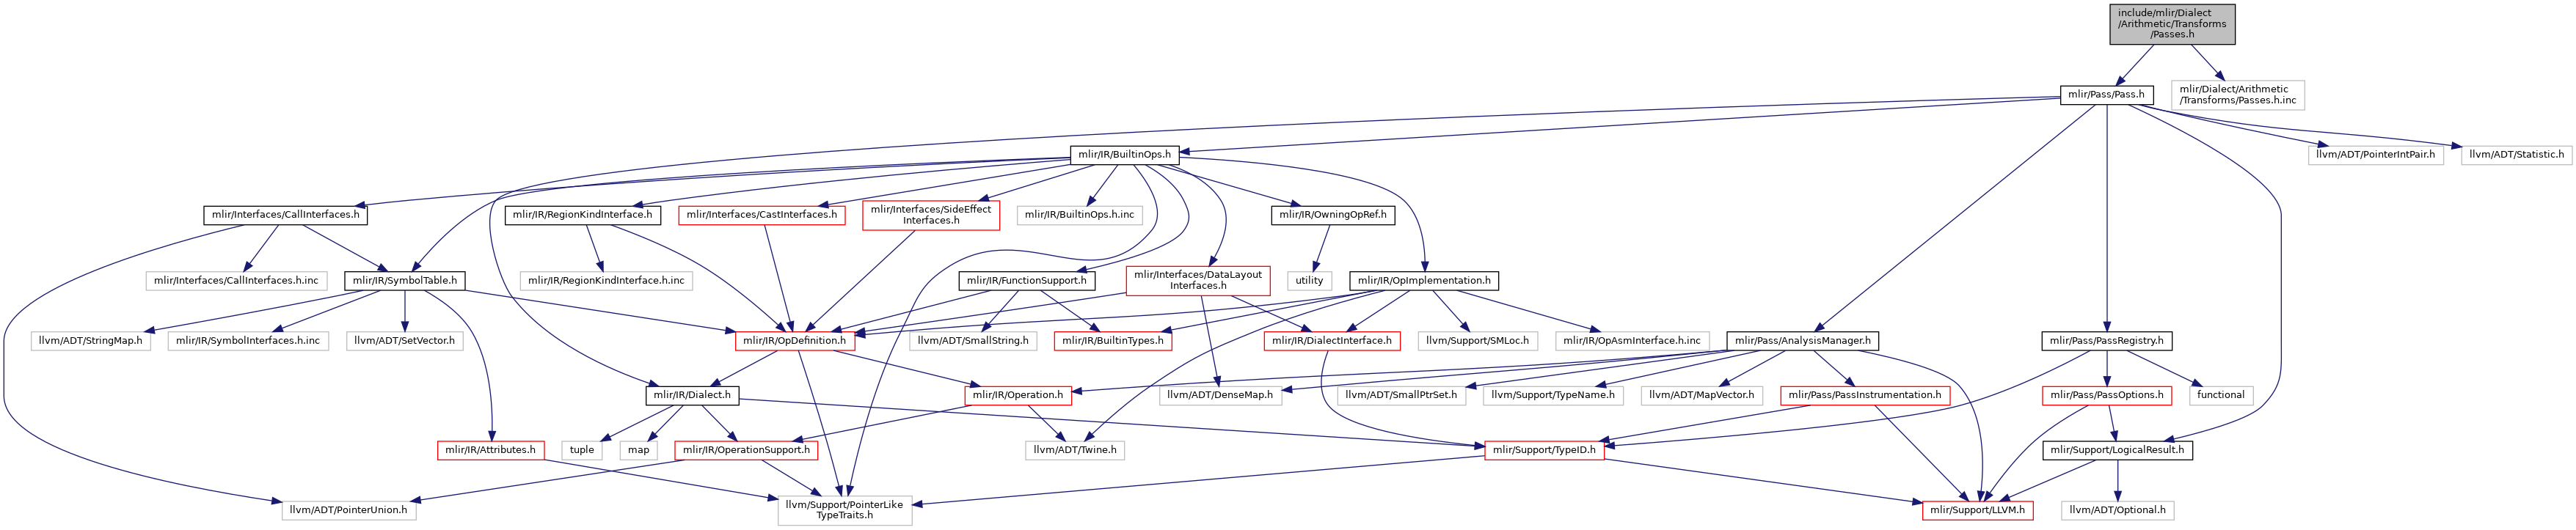 include/mlir/Dialect
/Arithmetic/Transforms
/Passes.h
mlir/Pass/Pass.h
mlir/Dialect/Arithmetic
/Transforms/Passes.h.inc
mlir/IR/BuiltinOps.h
llvm/ADT/PointerIntPair.h
llvm/ADT/Statistic.h
mlir/Interfaces/CallInterfaces.h
mlir/IR/RegionKindInterface.h
mlir/Interfaces/CastInterfaces.h
mlir/Interfaces/SideEffect
Interfaces.h
mlir/IR/BuiltinOps.h.inc
mlir/IR/OwningOpRef.h
mlir/Interfaces/CallInterfaces.h.inc
mlir/IR/SymbolTable.h
mlir/IR/RegionKindInterface.h.inc
mlir/IR/FunctionSupport.h
mlir/Interfaces/DataLayout
Interfaces.h
utility
mlir/IR/OpImplementation.h
llvm/ADT/StringMap.h
mlir/IR/SymbolInterfaces.h.inc
llvm/ADT/SetVector.h
mlir/IR/OpDefinition.h
llvm/ADT/SmallString.h
mlir/IR/BuiltinTypes.h
mlir/IR/DialectInterface.h
llvm/Support/SMLoc.h
mlir/IR/OpAsmInterface.h.inc
mlir/Pass/AnalysisManager.h
mlir/Pass/PassRegistry.h
mlir/IR/Dialect.h
mlir/IR/Operation.h
llvm/ADT/DenseMap.h
llvm/ADT/SmallPtrSet.h
llvm/Support/TypeName.h
llvm/ADT/MapVector.h
mlir/Pass/PassInstrumentation.h
mlir/Pass/PassOptions.h
functional
mlir/IR/Attributes.h
tuple
map
mlir/IR/OperationSupport.h
llvm/ADT/Twine.h
mlir/Support/TypeID.h
mlir/Support/LogicalResult.h
llvm/ADT/PointerUnion.h
llvm/Support/PointerLike
TypeTraits.h
mlir/Support/LLVM.h
llvm/ADT/Optional.h